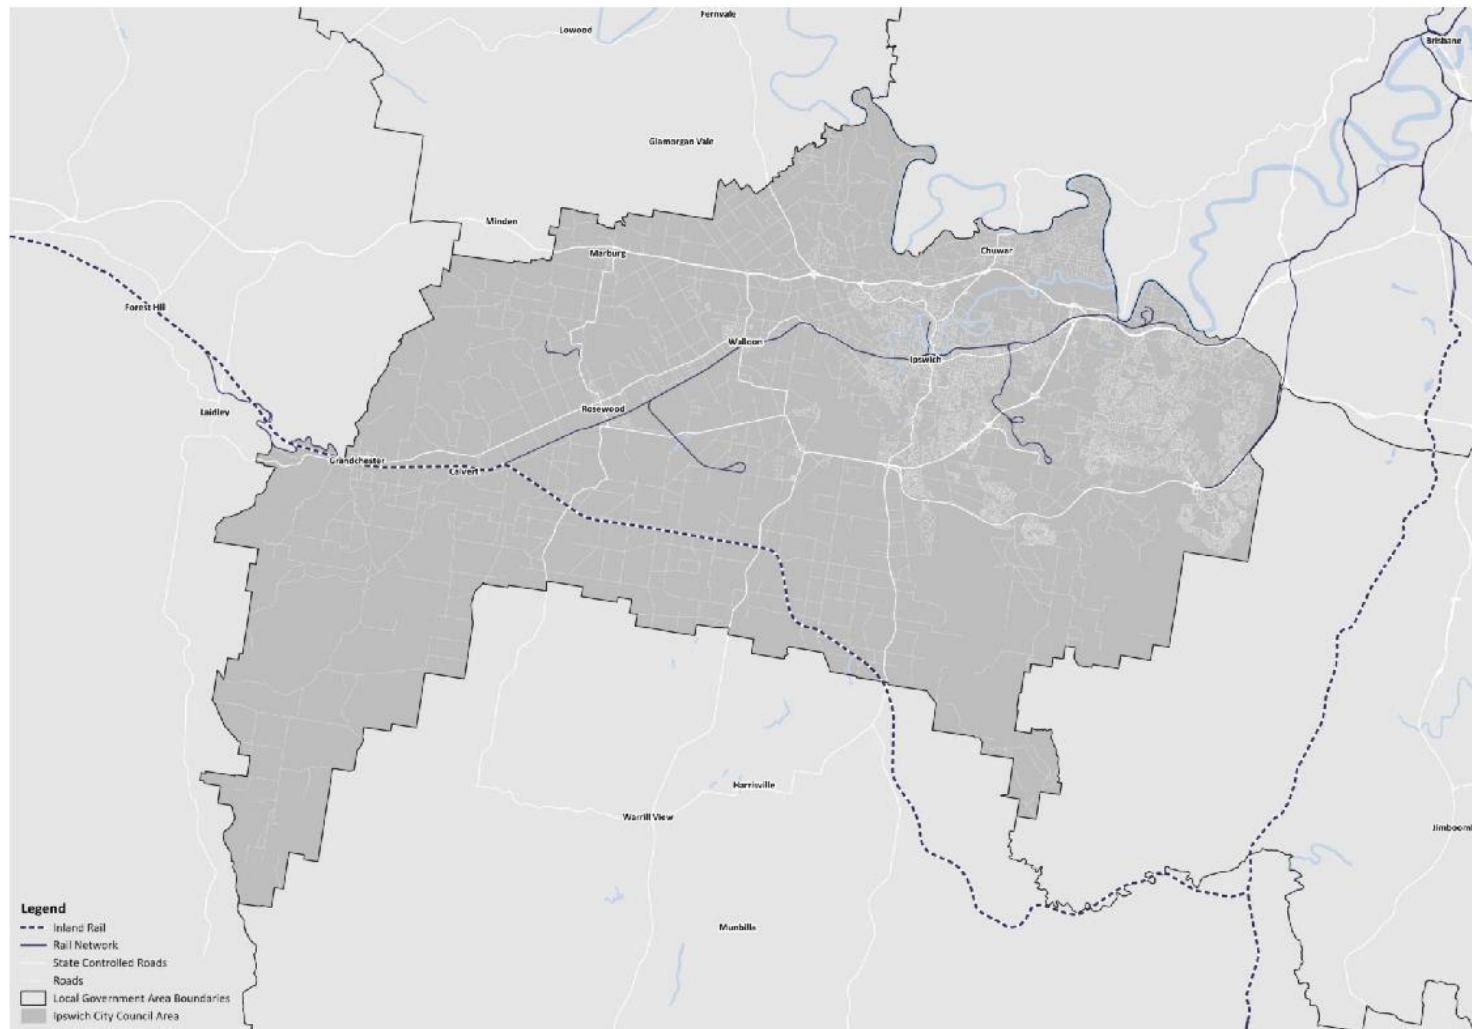 Fernvale
Lowood
Brisbane
Glamorgan Vale
Minden
Marburg
Chuwar
Forest Hill
Walloon
Ipswich
Laidley
Rosewood
Grandchester
Calvert
Harrisville
Warrill View
Jimboomb
Munbilla
Legend
Inland Rail
Rail Network
State Controlled Roads
Roads
Local Government Area Boundaries
Ipswich City Council Area